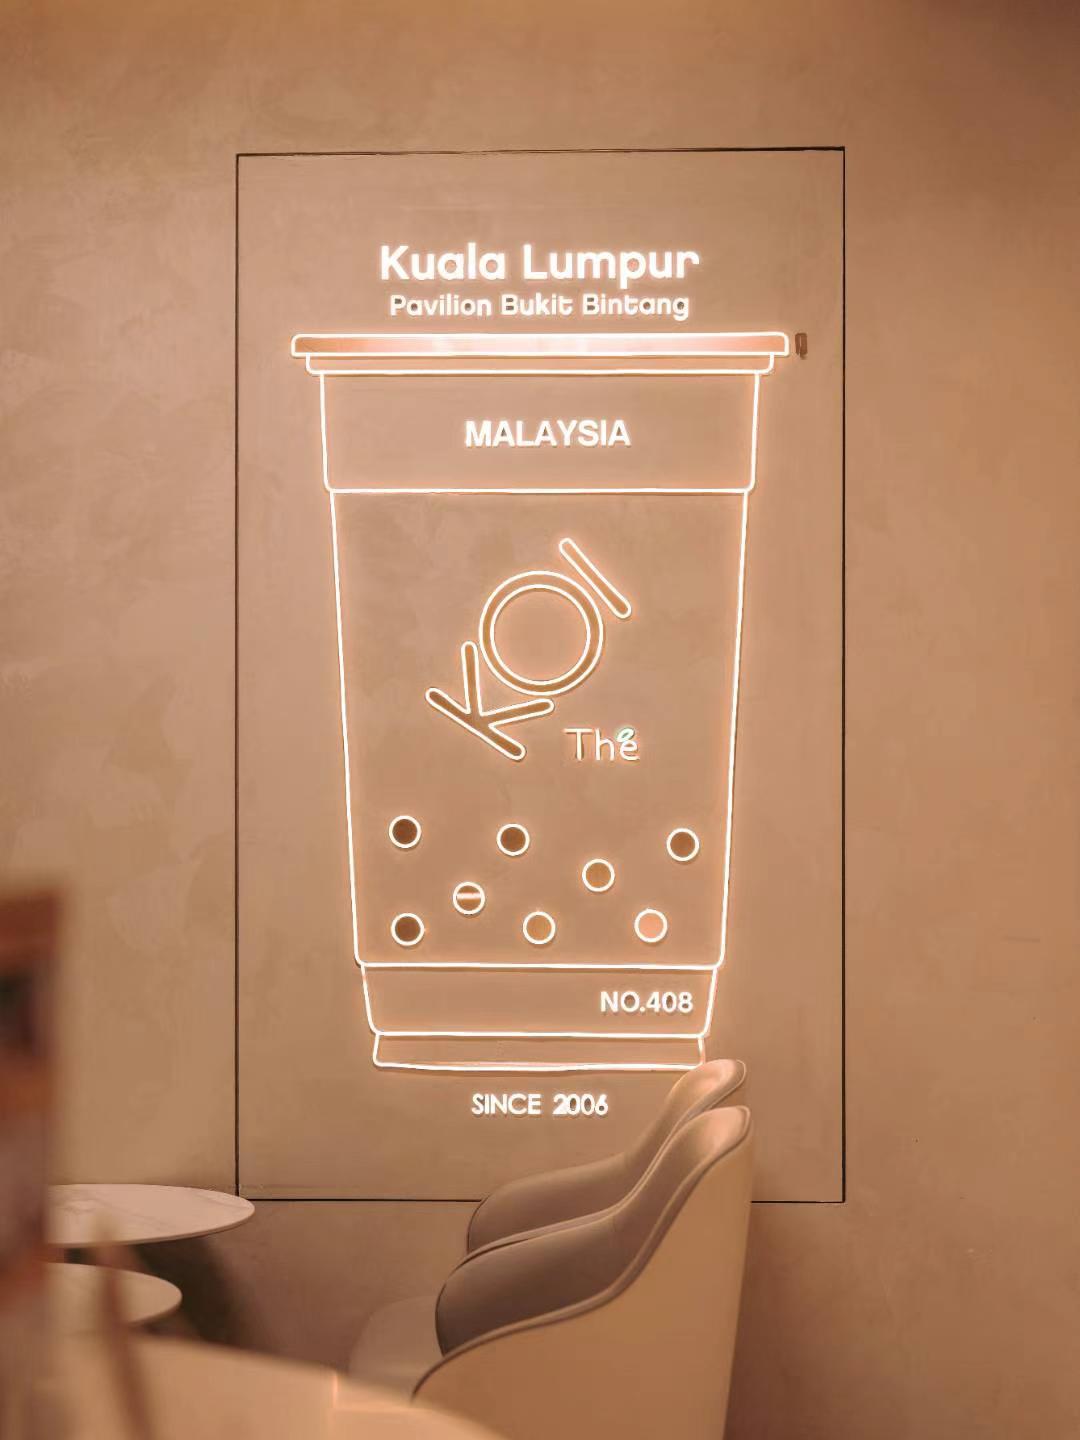 Kuala Lumpur
Pavilion Bukit Bintang
MALAYSIA
KOI
Thé
NO.408
SINCE 2006